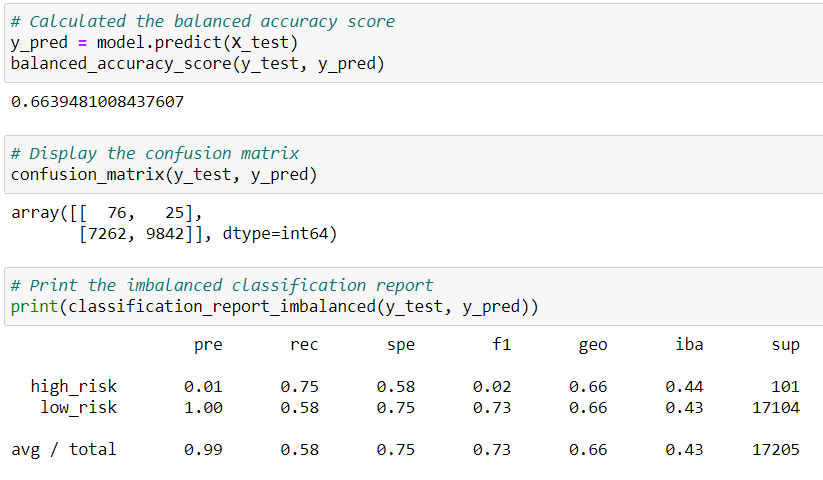 # Calculated the balanced accuracy score
y_pred = model.predict(X_test)
balanced_accuracy_score(y_test, y_pred)
0.6639481008437607
# Display the confusion matrix
confusion_matrix(y_test, y_pred)
array([[  76,   25],
       [7262, 9842]], dtype=int64)
# Print the imbalanced classification report
print(classification_report_imbalanced(y_test, y_pred))
pre rec spe f1 geo iba sup
high_risk 0.01 0.75 0.58 0.02 0.66 0.44 101
low_risk 1.00 0.58 0.75 0.73 0.66 0.43 17104
avg / total 0.99 0.58 0.75 0.73 0.66 0.43 17205